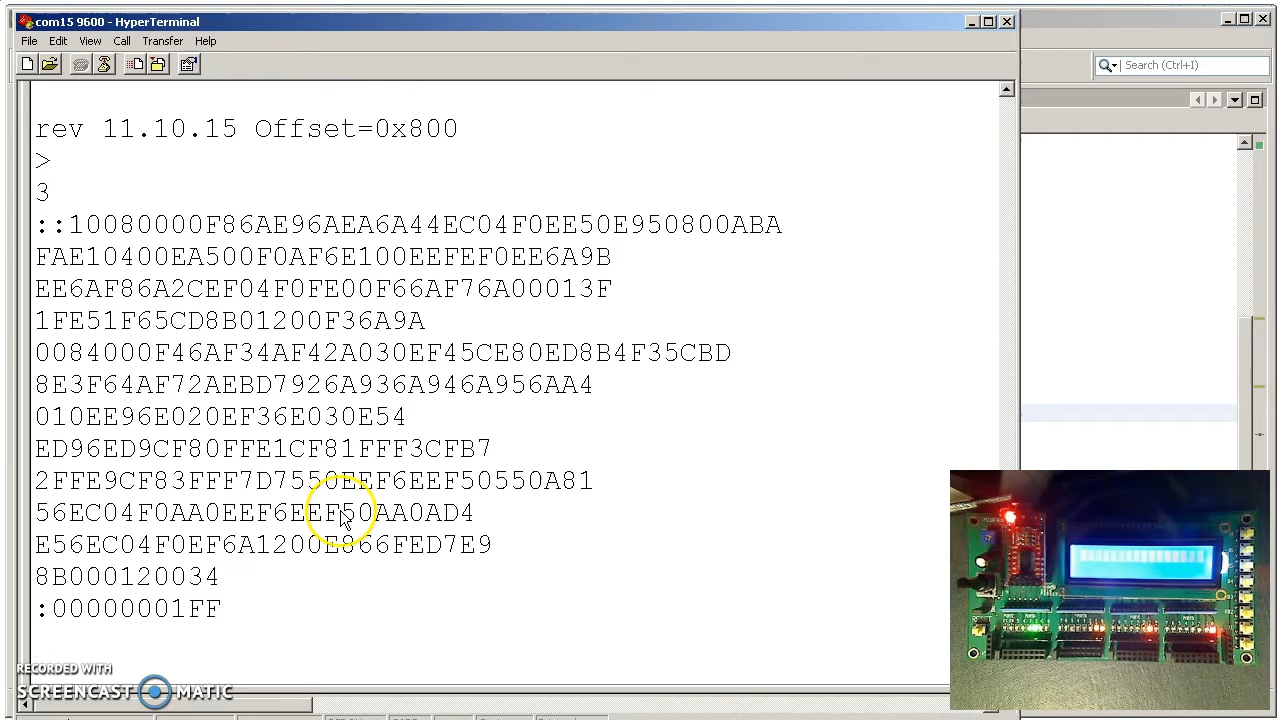 com15 9600 - HyperTerminal
File Edit View Call Transfer Help
Search (Ctrl+I)
rev 11.10.15 Offset=0x800
>
3
::10080000F86AE96AEA6A44EC04F0EE50E950800ABA
FAE10400EA500F0AF6E100EEFEF0EE6A9B
EE6AF86A2CEF04F0FE00F66AF76A00013F
1FE51F65CD8B01200F36A9A
0084000F46AF34AF42A030EF45CE80ED8B4F35CBD
8E3F64AF72AEBD7926A936A946A956AA4
010EE96E020EF36E030E54
ED96ED9CF80FFE1CF81FFF3CFB7
2FFE9CF83FFF7D7550EEF6EEF50550A81
56EC04F0AA0EEF6EEF50AA0AD4
8B000120034
:00000001FF
RECORDED WITH
SCREENCAST MATIC